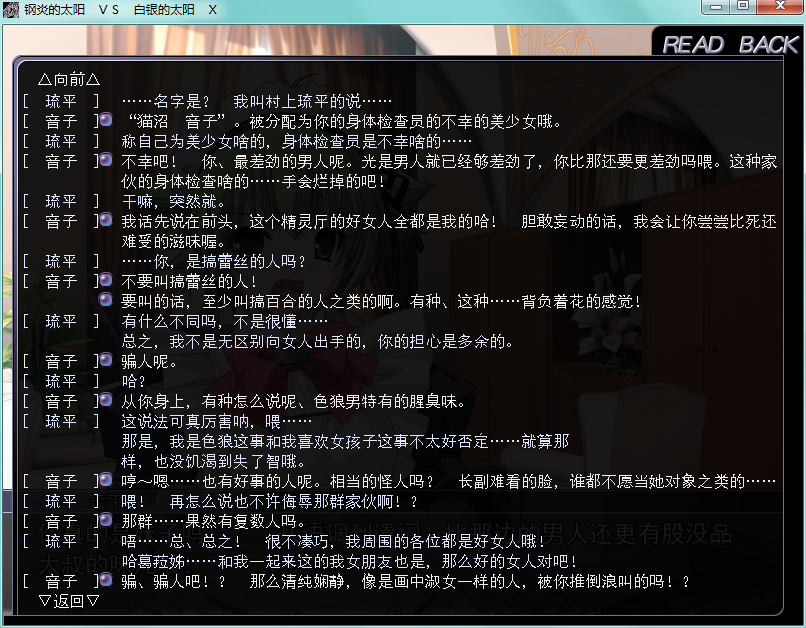 钢炎的太阳 ＶＳ 白银的太阳 Ｘ
READ BACK
△向前△
[ 琉平 ] ……名字是？ 我叫村上琉平的说……
[ 音子 ] “猫沼 音子”。被分配为你的身体检查员的不幸的美少女哦。
[ 琉平 ] 称自己为美少女啥的，身体检查员是不幸啥的……
[ 音子 ] 不幸吧！ 你、最差劲的男人呢。光是男人就已经够差劲了，你比那还要更差劲吗喂。这种家
伙的身体检查啥的……手会烂掉的吧！
[ 琉平 ] 干嘛，突然就。
[ 音子 ] 我话先说在前头，这个精灵厅的好女人全都是我的哈！ 胆敢妄动的话，我会让你尝尝比死还
难受的滋味喔。
[ 琉平 ] ……你，是搞蕾丝的人吗？
[ 音子 ] 不要叫搞蕾丝的人！
要叫的话，至少叫搞百合的人之类的啊。有种、这种……背负着花的感觉！
[ 琉平 ] 有什么不同吗，不是很懂……
总之，我不是无区别向女人出手的，你的担心是多余的。
[ 音子 ] 骗人呢。
[ 琉平 ] 哈？
[ 音子 ] 从你身上，有种怎么说呢、色狼男特有的腥臭味。
[ 琉平 ] 这说法可真厉害呐，喂……
那是，我是色狼这事和我喜欢女孩子这事不太好否定……就算那
样，也没饥渴到失了智哦。
[ 音子 ] 哼～嗯……也有好事的人呢。相当的怪人吗？ 长副难看的脸，谁都不愿当她对象之类的……
[ 琉平 ] 喂！ 再怎么说也不许侮辱那群家伙啊！？
[ 音子 ] 那群……果然有复数人吗。
[ 琉平 ] 唔……总、总之！ 很不凑巧，我周围的各位都是好女人哦！
哈葛菈姊……和我一起来这的我女朋友也是，那么好的女人对吧！
[ 音子 ] 骗、骗人吧！？ 那么清纯娴静，像是画中淑女一样的人，被你推倒浪叫的吗！？
▽返回▽